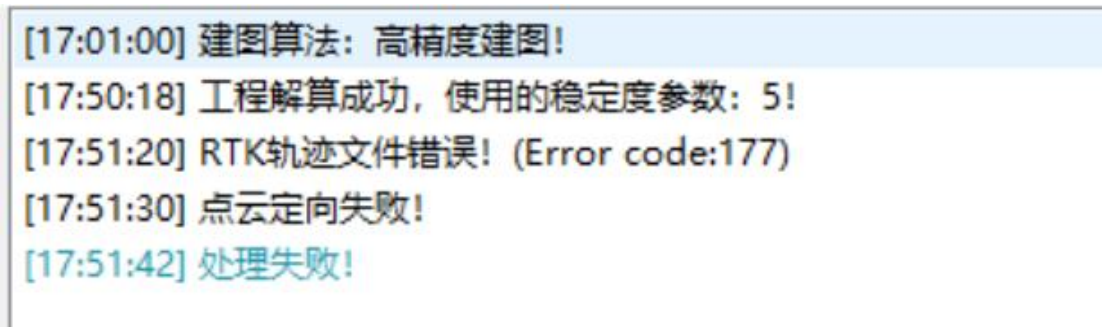 [17:01:00] 建图算法：高精度建图！
[17:50:18] 工程解算成功，使用的稳定度参数：5！
[17:51:20] RTK轨迹文件错误！(Error code:177)
[17:51:30] 点云定向失败！
[17:51:42] 处理失败！